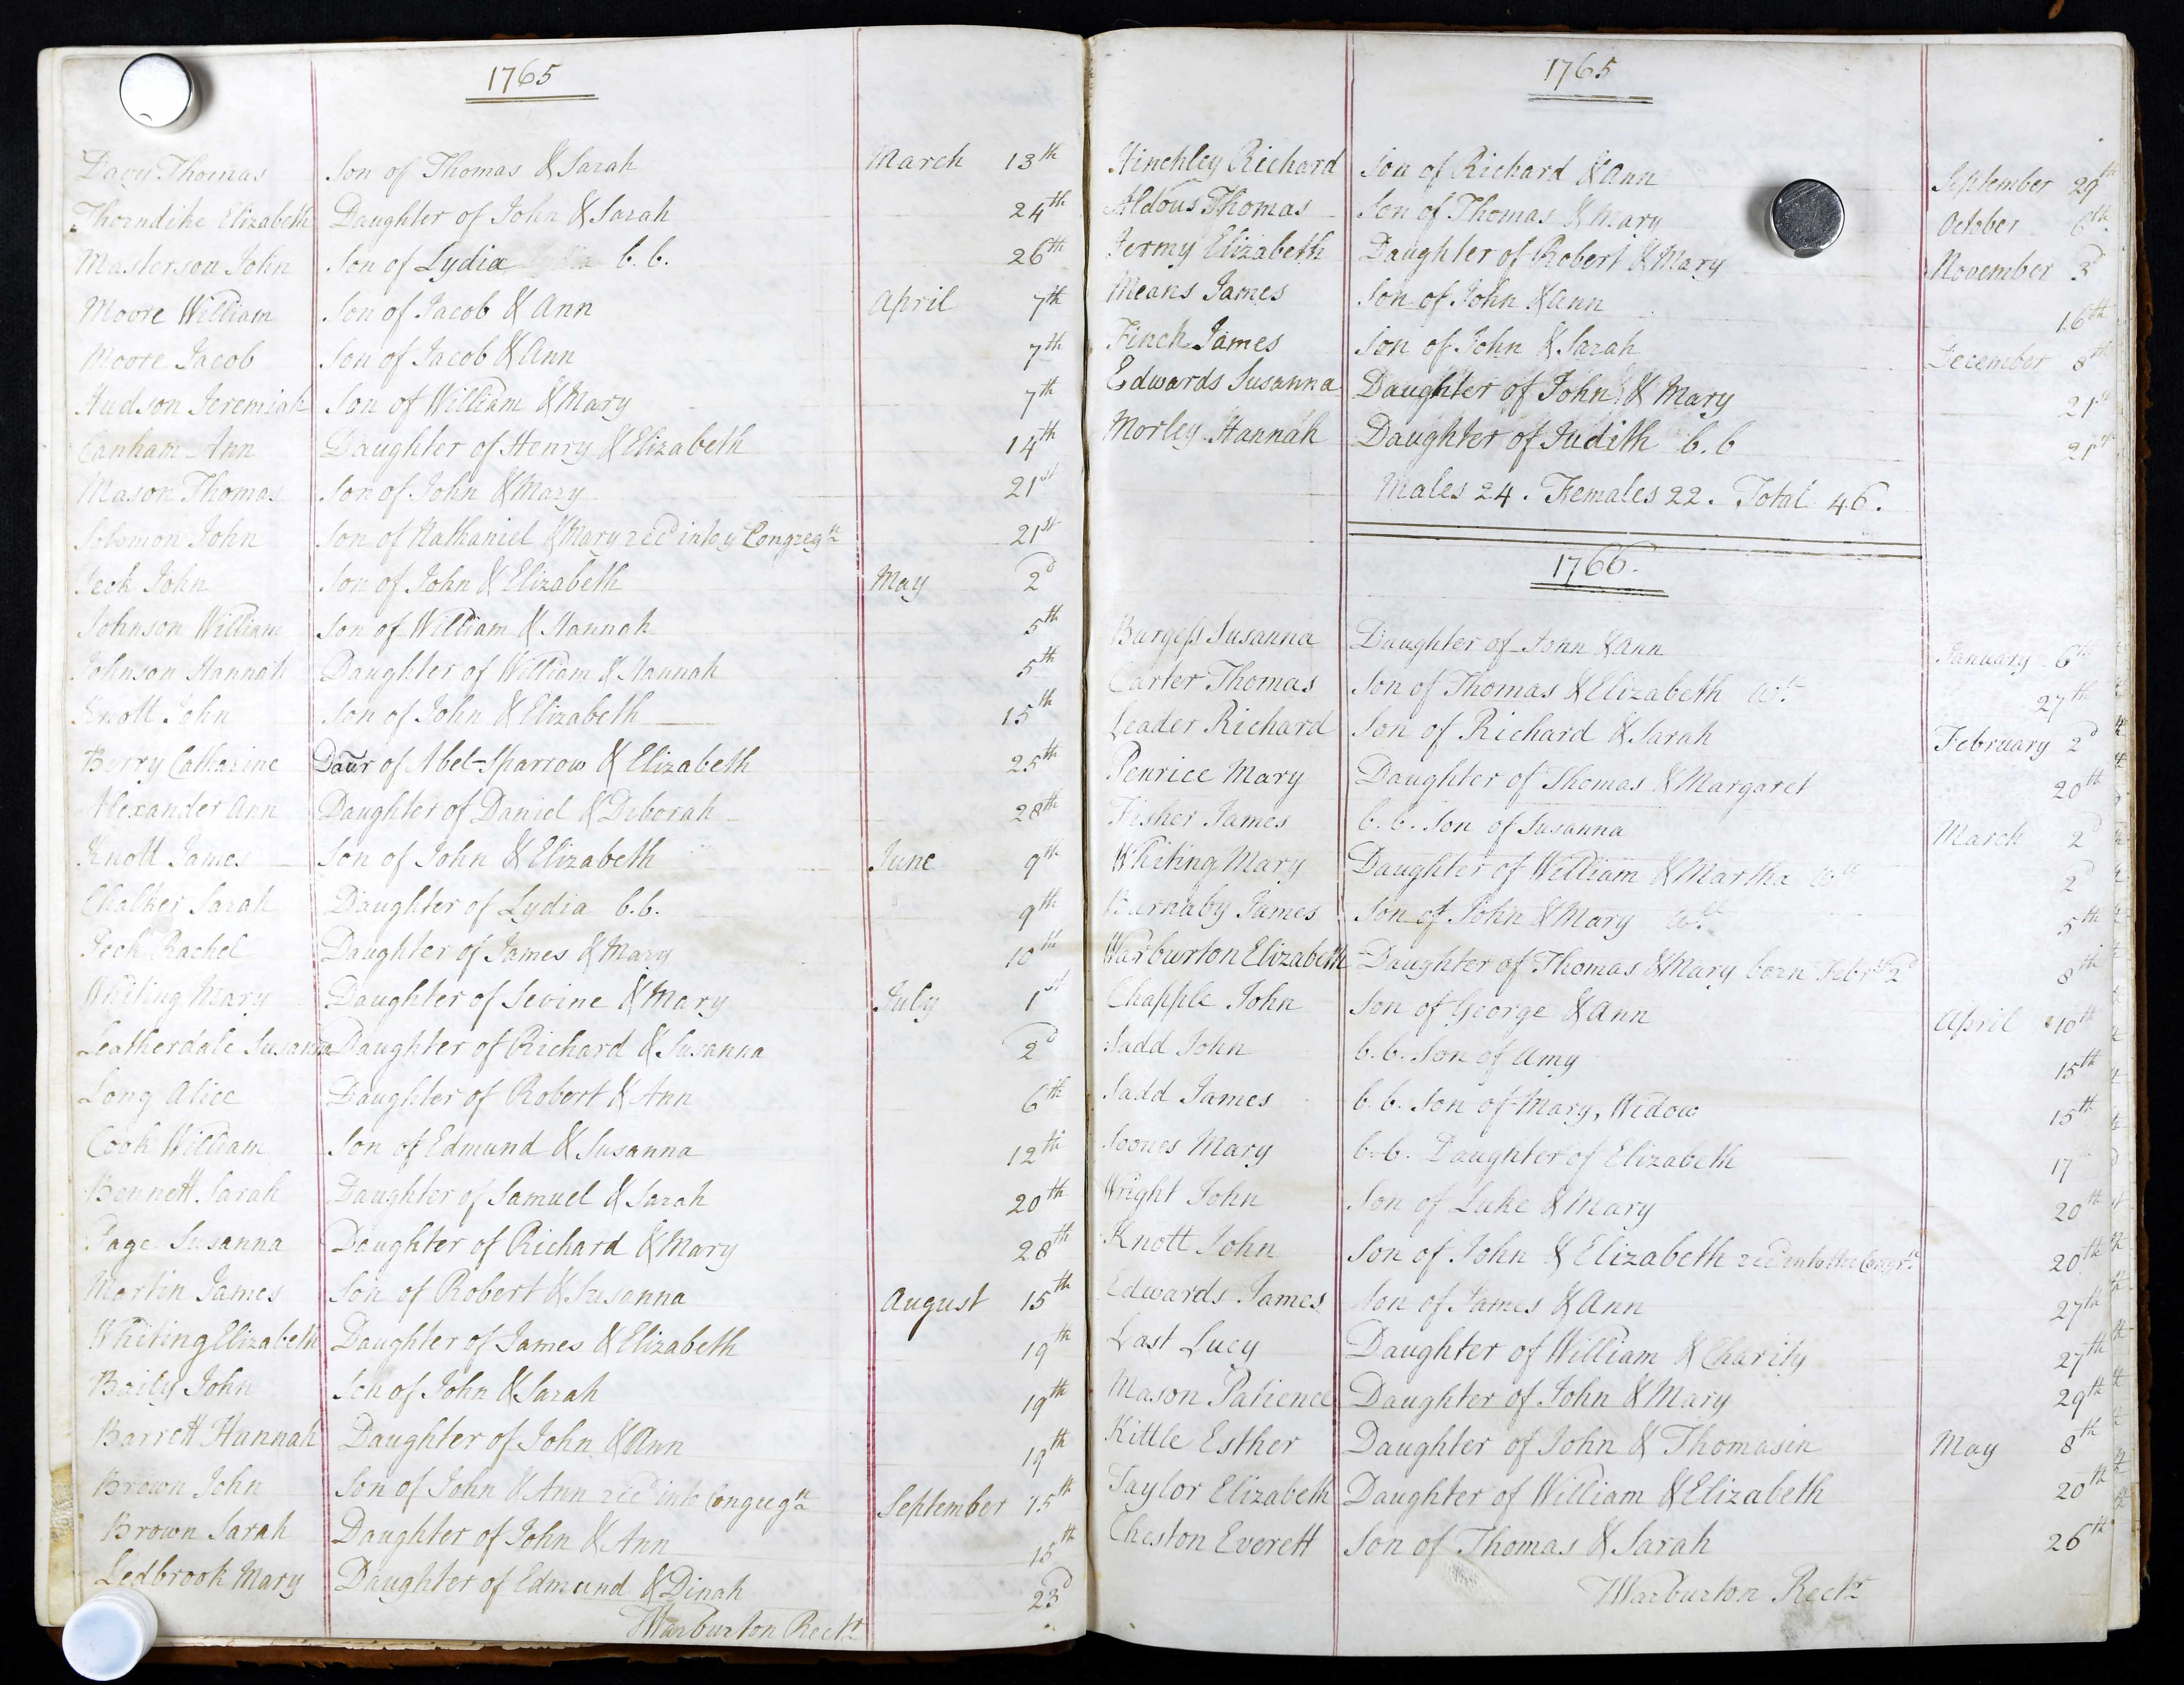 1765
Davy Thomas Son of Thomas & Sarah March 13th
Thorndike Elizabeth Daughter of John & Sarah 24th
Masterson John Son of Lydia b.b. 26th
Moore William Son of Jacob & Ann April 7th
Moore Jacob Son of Jacob & Ann 7th
Hudson Jeremiah Son of William & Mary 7th
Canham Ann Daughter of Henry & Elizabeth 14th
Mason Thomas Son of John & Mary 21st
Solomon John Son of Nathaniel & Mary recd into y Congregtn 21st
Peck John Son of John & Elizabeth May 2d
Johnson William Son of William & Hannah 5th
Johnson Hannah Daughter of William & Hannah 5th
Knott John Son of John & Elizabeth 15th
Berry Catharine Daur of Abel-Sparrow & Elizabeth 25th
Alexander Ann Daughter of Daniel & Deborah 28th
Knott James Son of John & Elizabeth June 9th
Chalker Sarah Daughter of Lydia b.b. 9th
Peck Rachel Daughter of James & Mary 10th
Whiting Mary Daughter of Sevine & Mary July 1st
Leatherdale Susanna Daughter of Richard & Susanna 2d
Long Alice Daughter of Robert & Ann 6th
Cook William Son of Edmund & Susanna 12th
Bennett Sarah Daughter of Samuel & Sarah 20th
Page Susanna Daughter of Richard & Mary 28th
Martin James Son of Robert & Susanna August 15th
Whiting Elizabeth Daughter of James & Elizabeth 19th
Baily John Son of John & Sarah 19th
Barrett Hannah Daughter of John & Ann 19th
Brown John Son of John & Ann recd into Congregtn September 15th
Brown Sarah Daughter of John & Ann 15th
Ledbrook Mary Daughter of Edmund & Dinah 23d
TWarburton Rectr
1765
Hinchley Richard Son of Richard & Ann September 29th
Aldous Thomas Son of Thomas & Mary October 6th
Jermy Elizabeth Daughter of Robert & Mary November 3d
Means James Son of John & Ann 16th
Finch James Son of John & Sarah December 8th
Edwards Susanna Daughter of John & Mary 21st
Morley Hannah Daughter of Judith b.b 21st
Males 24. Females 22. Total 46.
1766.
Burgess Susanna Daughter of John & Ann January 6th
Carter Thomas Son of Thomas & Elizabeth 27th
Leader Richard Son of Richard & Sarah February 2d
Penrice Mary Daughter of Thomas & Margaret 20th
Fisher James b.b. Son of Susanna March 2d
Whiting Mary Daughter of William & Martha 2d
Burnaby James Son of John & Mary 5th
Warburton Elizabeth Daughter of Thomas & Mary born Febry 2d 8th
Chapple John Son of George & Ann April 10th
Sadd John b.b. Son of Amy 15th
Sadd James b.b. Son of Mary, Widow 15th
Soones Mary b.b. Daughter of Elizabeth 17th
Wright John Son of Luke & Mary 20th
Knott John Son of John & Elizabeth recd into the Congrtn 20th
Edwards James Son of James & Ann 27th
Last Lucy Daughter of William & Charity 27th
Mason Patience Daughter of John & Mary 29th
Kittle Esther Daughter of John & Thomasin May 8th
Taylor Elizabeth Daughter of William & Elizabeth 20th
Cheston Everett Son of Thomas & Sarah 26th
TWarburton Rectr